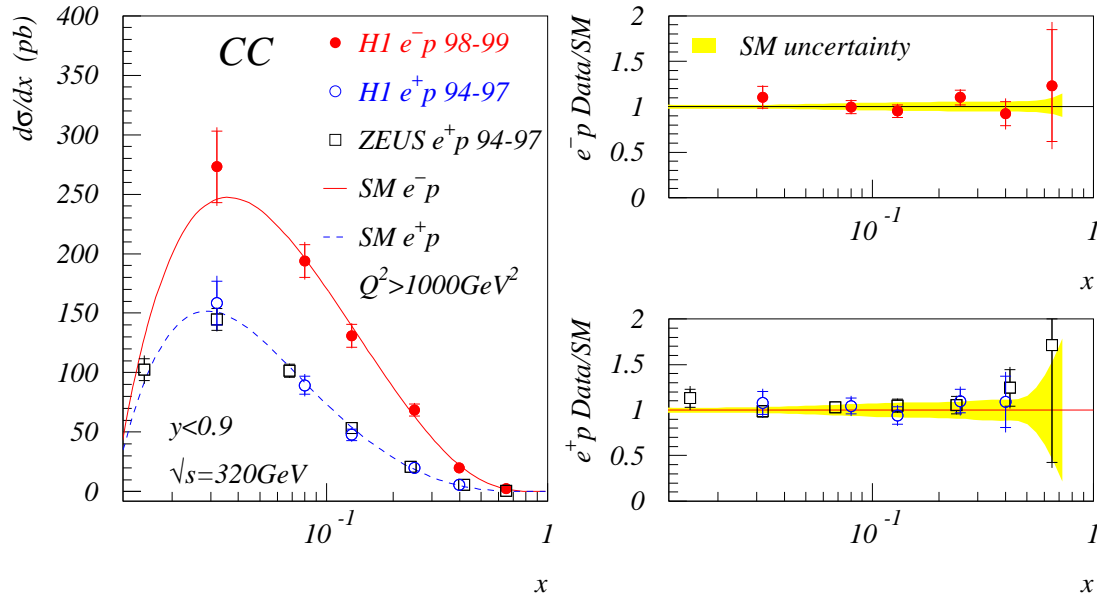 dσ/dx (pb)
400
350
300
250
200
150
100
50
0
CC
H1 e⁻p 98-99
H1 e⁺p 94-97
ZEUS e⁺p 94-97
SM e⁻p
SM e⁺p
Q²>1000GeV²
y<0.9
√s=320GeV
10⁻¹
1
x
e⁻p Data/SM
2
1.5
1
0.5
0
SM uncertainty
10⁻¹
1
x
e⁺p Data/SM
2
1.5
1
0.5
0
10⁻¹
1
x